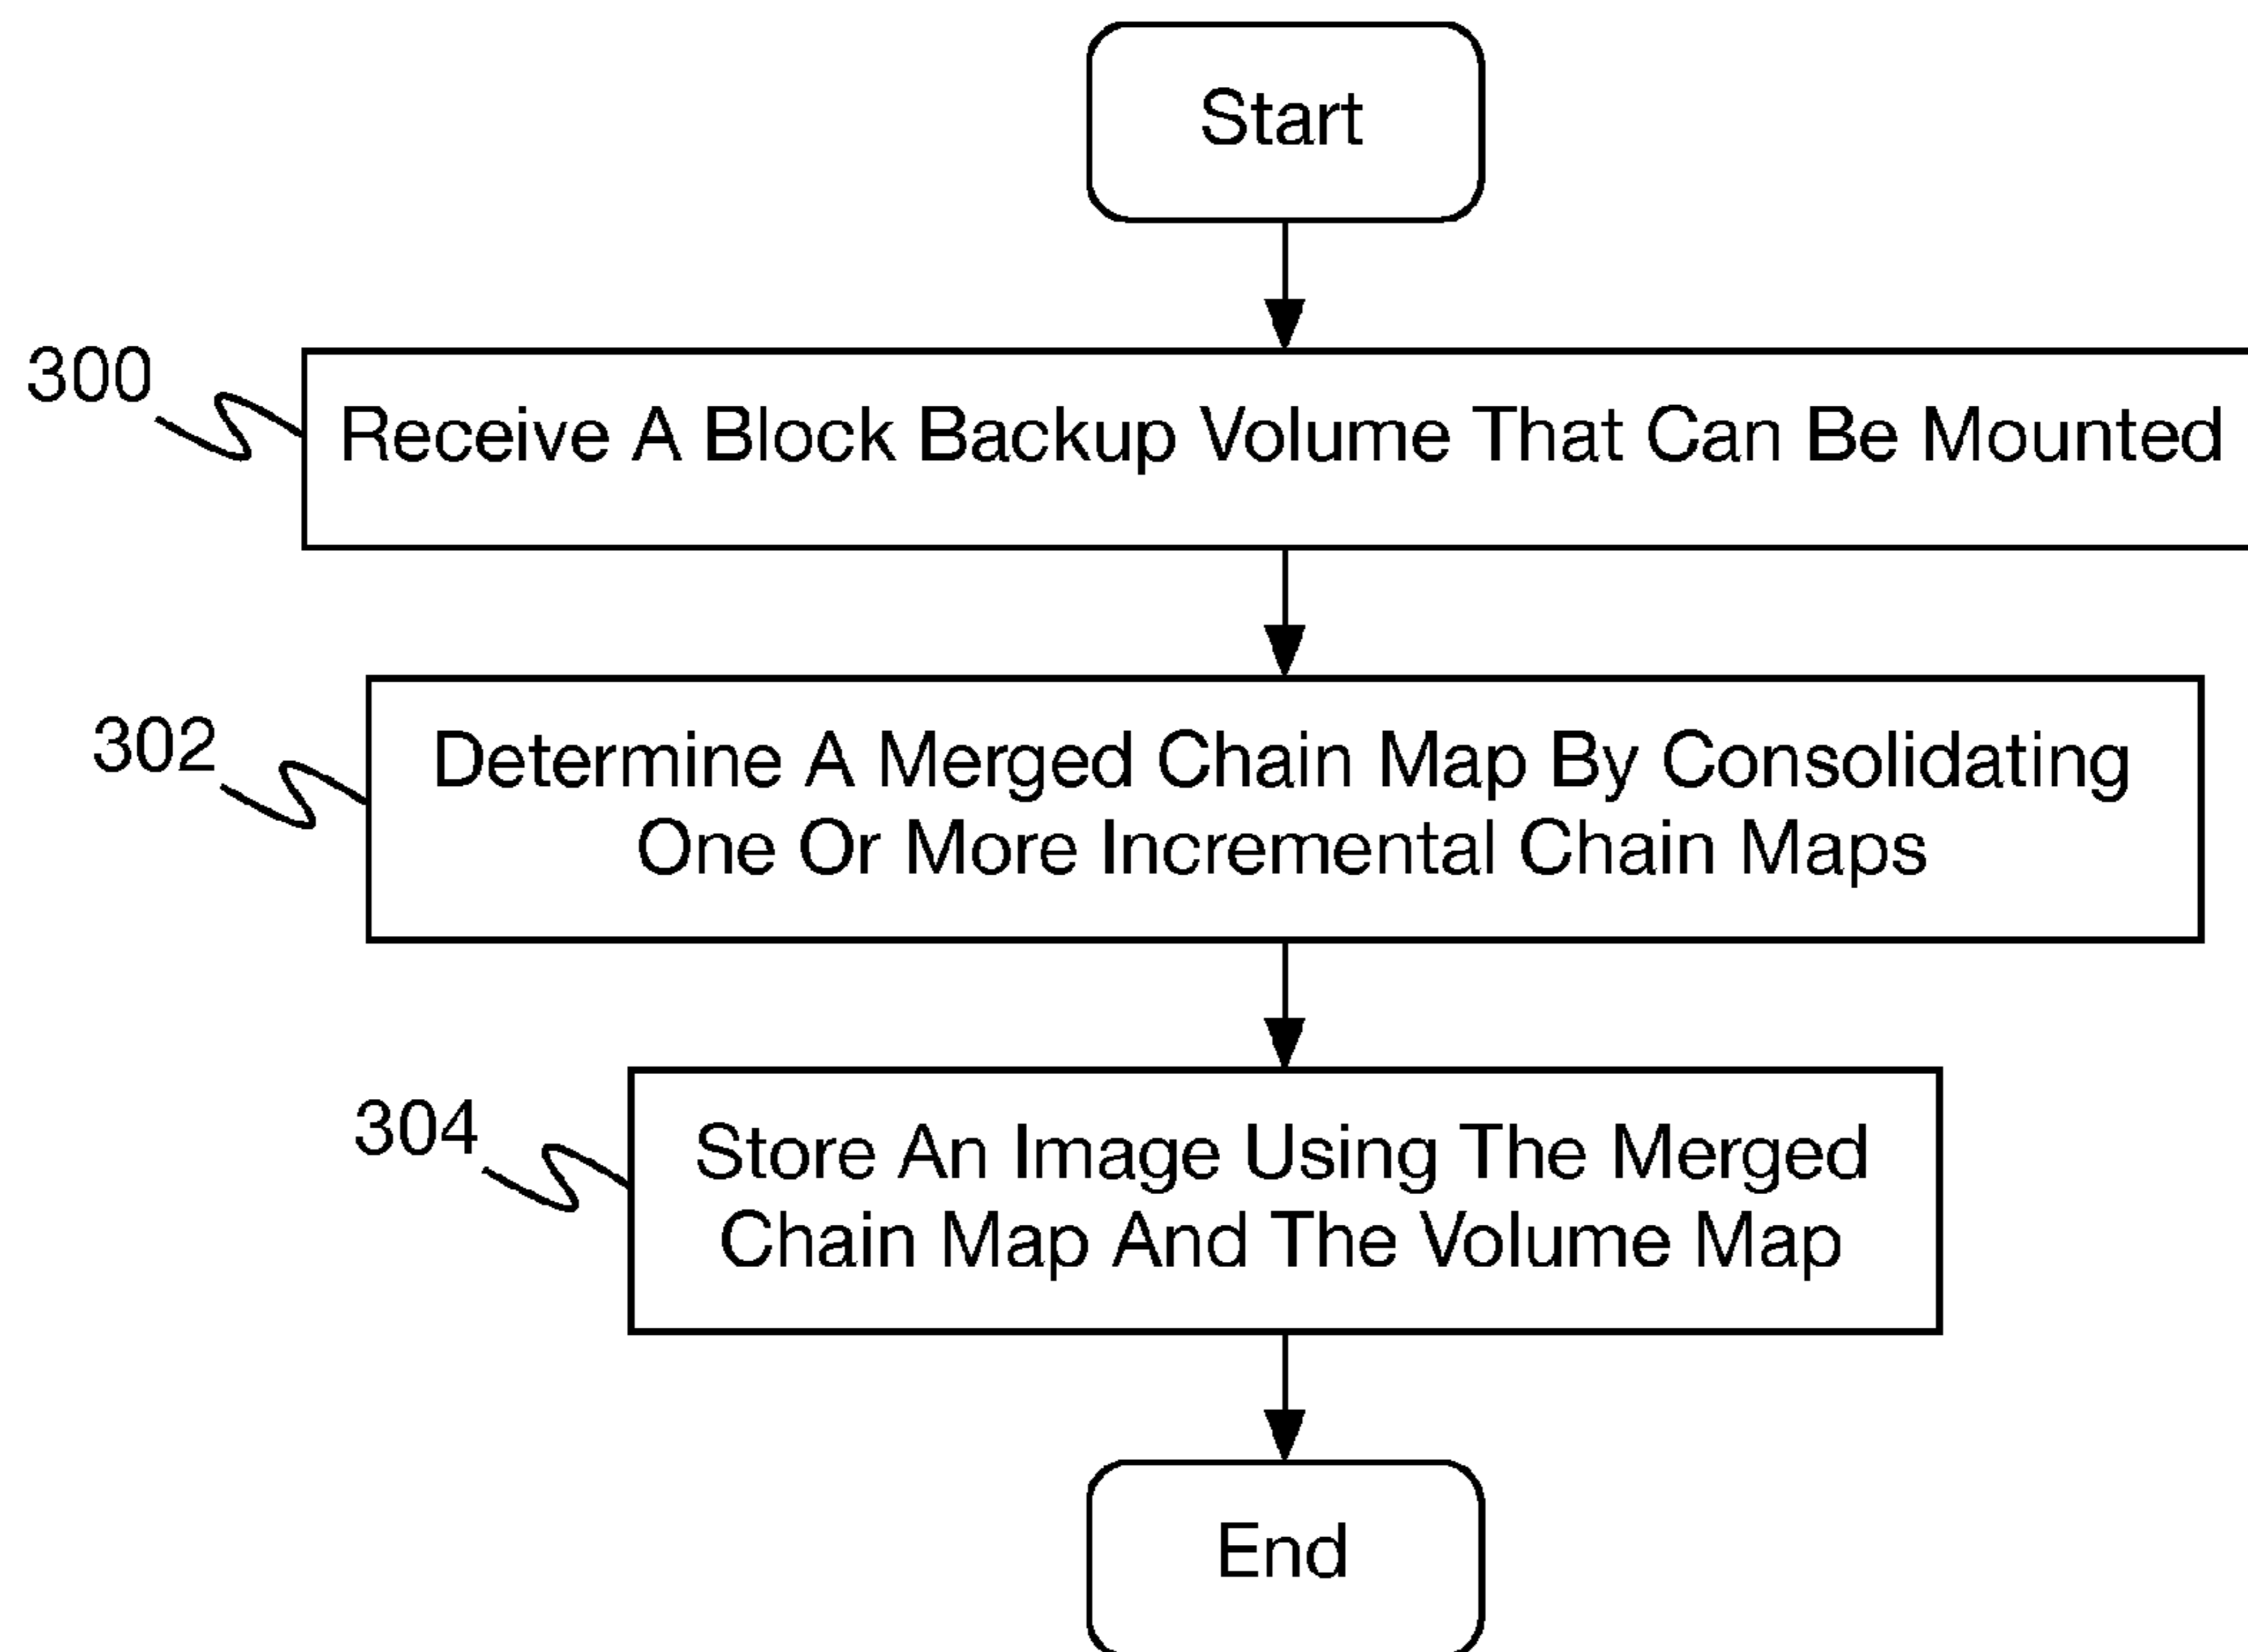 Start
300
Receive A Block Backup Volume That Can Be Mounted
302
Determine A Merged Chain Map By Consolidating
One Or More Incremental Chain Maps
304
Store An Image Using The Merged
Chain Map And The Volume Map
End